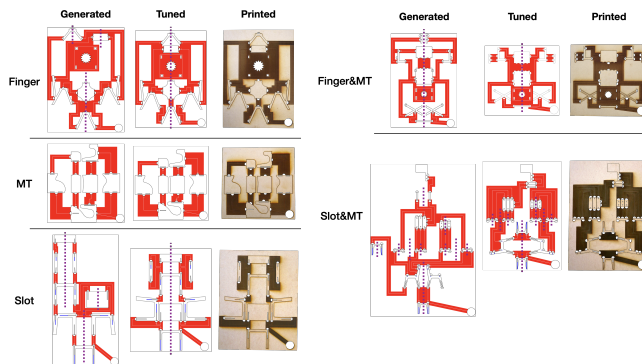 Generated Tuned Printed
Finger
MT
Slot
Generated Tuned Printed
Finger&MT
Slot&MT